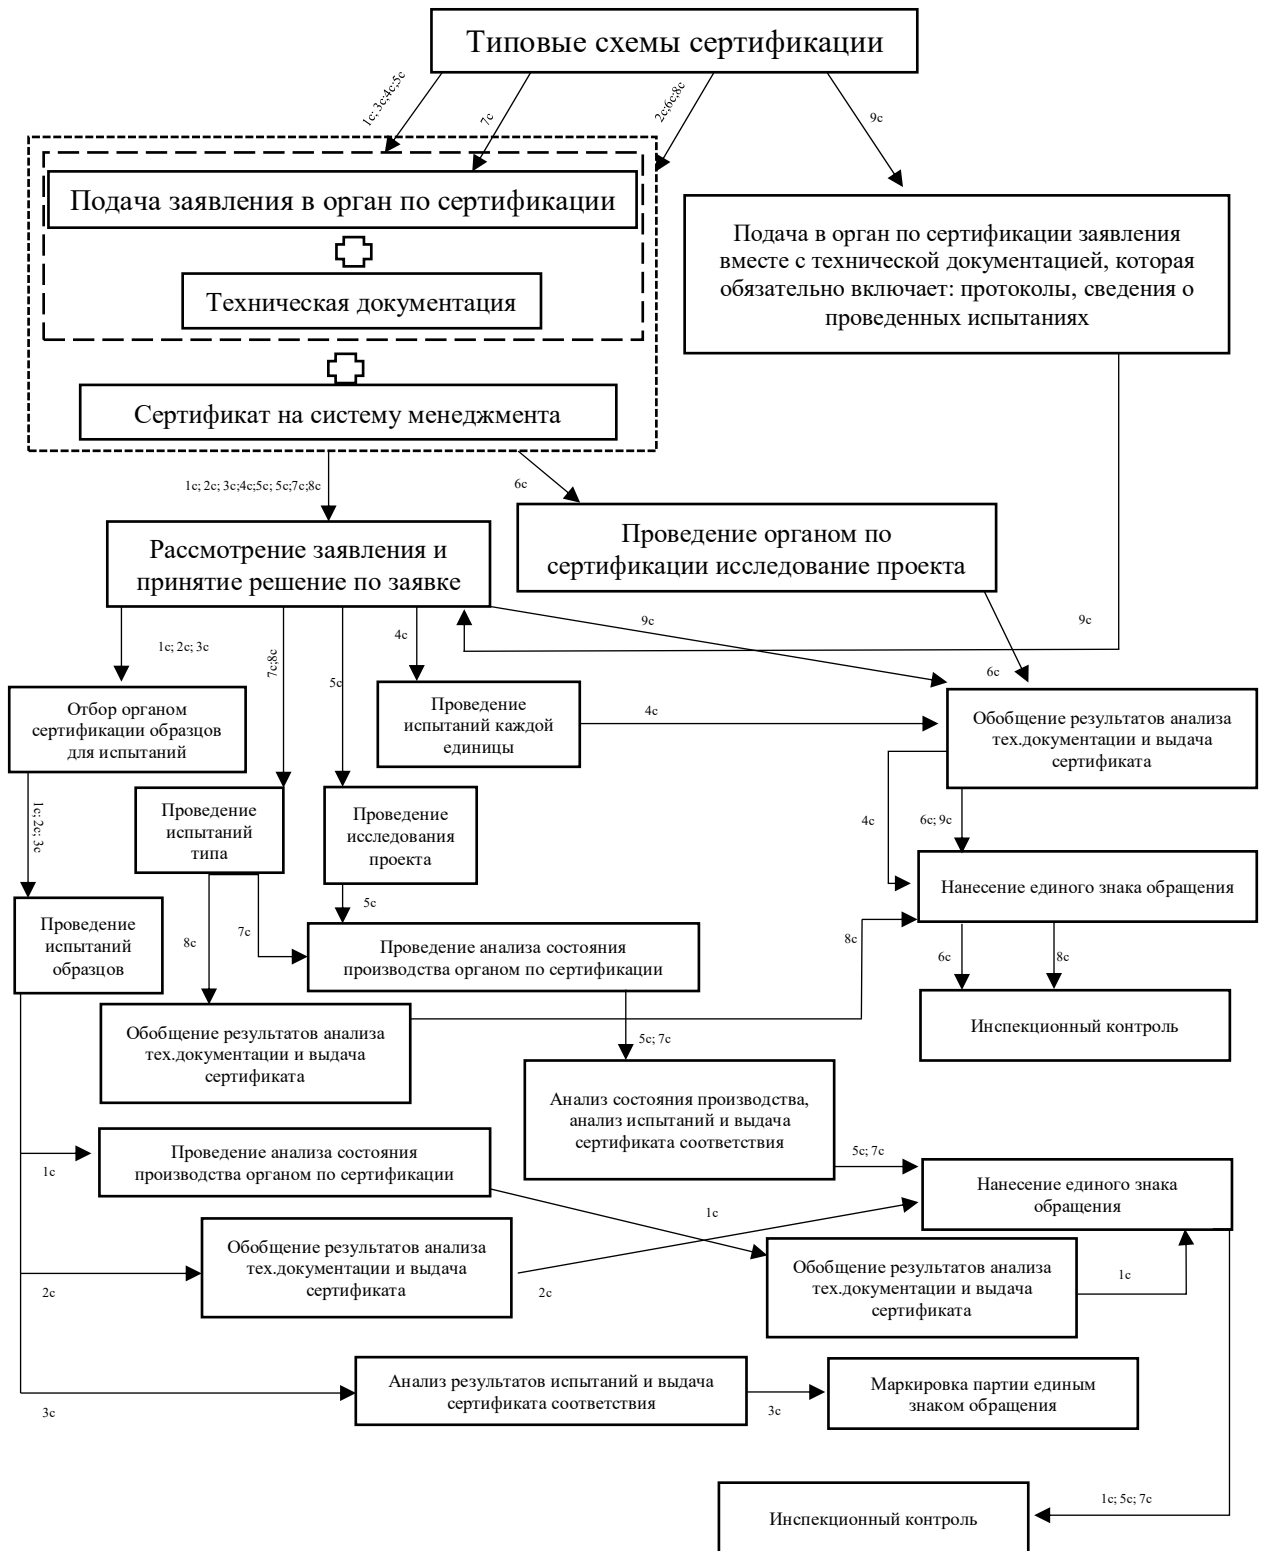 Типовые схемы сертификации
1с; 3с;4с;5с
7с
2с;6с;8с
9с
Подача заявления в орган по сертификации
Техническая документация
Сертификат на систему менеджмента
Подача в орган по сертификации заявления
вместе с технической документацией, которая
обязательно включает: протоколы, сведения о
проведенных испытаниях
1с; 2с; 3с;4с;5с; 5с;7с;8с
6с
Рассмотрение заявления и
принятие решение по заявке
Проведение органом по
сертификации исследование проекта
1с; 2с; 3с
7с;8с
5с
4с
9с
9с
6с
Отбор органом
сертификации образцов
для испытаний
Проведение
испытаний каждой
единицы
4с
Обобщение результатов анализа
тех.документации и выдача
сертификата
1с; 2с; 3с
Проведение
испытаний
типа
Проведение
исследования
проекта
4с
6с; 9с
Нанесение единого знака обращения
5с
Проведение
испытаний
образцов
8с
7с
Проведение анализа состояния
производства органом по сертификации
8с
6с
8с
Обобщение результатов анализа
тех.документации и выдача
сертификата
Инспекционный контроль
5с; 7с
Анализ состояния производства,
анализ испытаний и выдача
сертификата соответствия
1с
Проведение анализа состояния
производства органом по сертификации
5с; 7с
Нанесение единого знака
обращения
1с
Обобщение результатов анализа
тех.документации и выдача
сертификата
2с
2с
Обобщение результатов анализа
тех.документации и выдача
сертификата
1с
3с
Анализ результатов испытаний и выдача
сертификата соответствия
3с
Маркировка партии единым
знаком обращения
1с; 5с; 7с
Инспекционный контроль